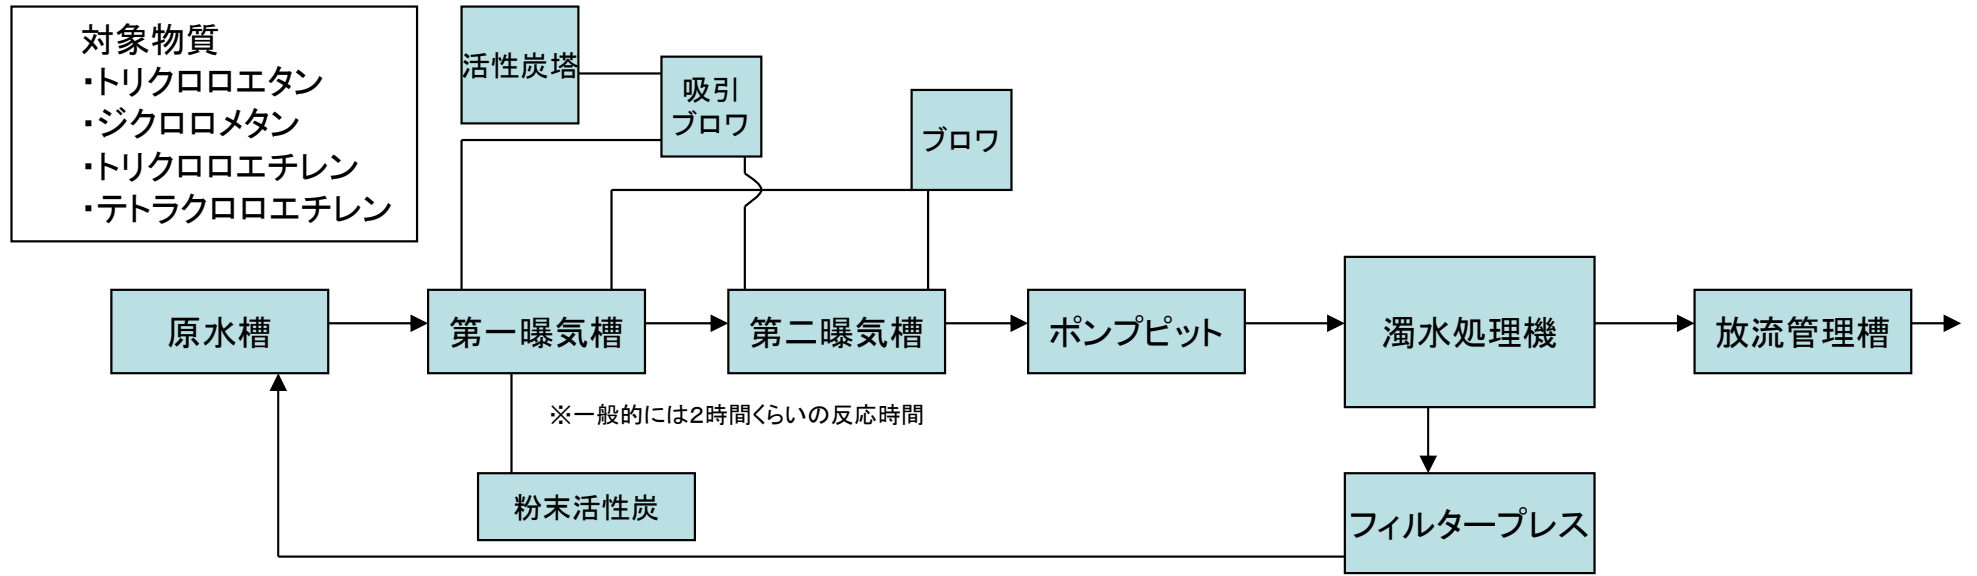 対象物質
・トリクロロエタン
・ジクロロメタン
・トリクロロエチレン
・テトラクロロエチレン
活性炭塔
吸引
ブロワ
ブロワ
原水槽
第一曝気槽
第二曝気槽
ポンプピット
濁水処理機
放流管理槽
※一般的には２時間くらいの反応時間
粉末活性炭
フィルタープレス